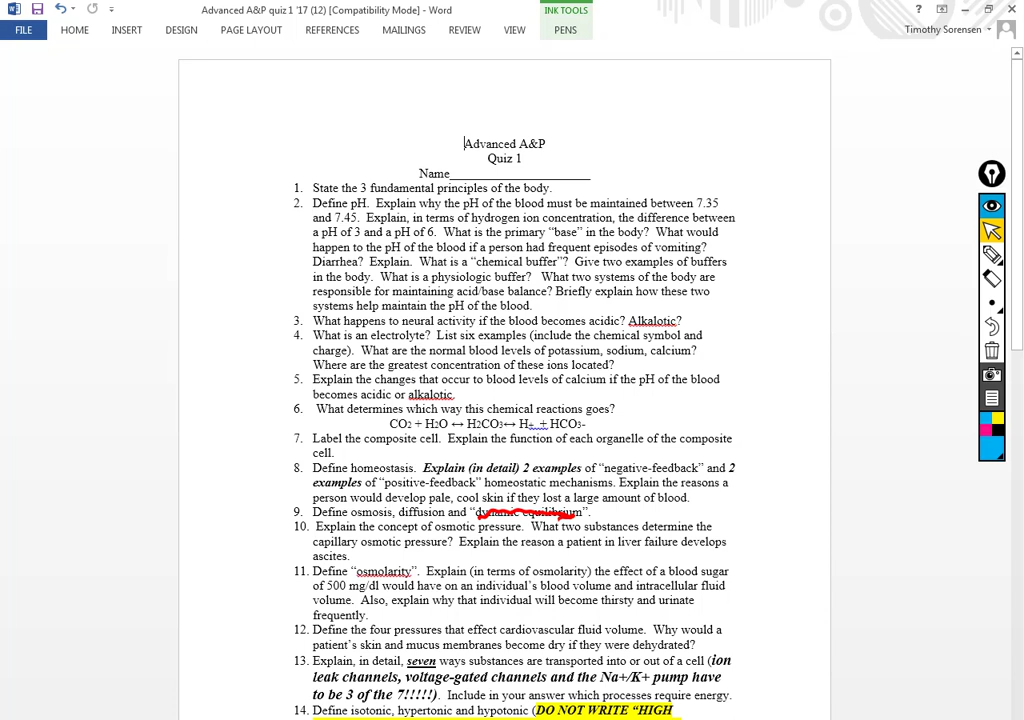 Advanced A&P quiz 1 '17 (12) [Compatibility Mode] - Word
INK TOOLS
FILE HOME INSERT DESIGN PAGE LAYOUT REFERENCES MAILINGS REVIEW VIEW PENS
Timothy Sorensen
Advanced A&P
Quiz 1
Name______________________
1. State the 3 fundamental principles of the body.
2. Define pH. Explain why the pH of the blood must be maintained between 7.35
and 7.45. Explain, in terms of hydrogen ion concentration, the difference between
a pH of 3 and a pH of 6. What is the primary “base” in the body? What would
happen to the pH of the blood if a person had frequent episodes of vomiting?
Diarrhea? Explain. What is a “chemical buffer”? Give two examples of buffers
in the body. What is a physiologic buffer? What two systems of the body are
responsible for maintaining acid/base balance? Briefly explain how these two
systems help maintain the pH of the blood.
3. What happens to neural activity if the blood becomes acidic? Alkalotic?
4. What is an electrolyte? List six examples (include the chemical symbol and
charge). What are the normal blood levels of potassium, sodium, calcium?
Where are the greatest concentration of these ions located?
5. Explain the changes that occur to blood levels of calcium if the pH of the blood
becomes acidic or alkalotic.
6. What determines which way this chemical reactions goes?
CO2 + H2O ↔ H2CO3↔ H+ + HCO3-
7. Label the composite cell. Explain the function of each organelle of the composite
cell.
8. Define homeostasis. Explain (in detail) 2 examples of “negative-feedback” and 2
examples of “positive-feedback” homeostatic mechanisms. Explain the reasons a
person would develop pale, cool skin if they lost a large amount of blood.
9. Define osmosis, diffusion and “dynamic equilibrium”.
10. Explain the concept of osmotic pressure. What two substances determine the
capillary osmotic pressure? Explain the reason a patient in liver failure develops
ascites.
11. Define “osmolarity”. Explain (in terms of osmolarity) the effect of a blood sugar
of 500 mg/dl would have on an individual’s blood volume and intracellular fluid
volume. Also, explain why that individual will become thirsty and urinate
frequently.
12. Define the four pressures that effect cardiovascular fluid volume. Why would a
patient’s skin and mucus membranes become dry if they were dehydrated?
13. Explain, in detail, seven ways substances are transported into or out of a cell (ion
leak channels, voltage-gated channels and the Na+/K+ pump have
to be 3 of the 7!!!!!). Include in your answer which processes require energy.
14. Define isotonic, hypertonic and hypotonic (DO NOT WRITE “HIGH